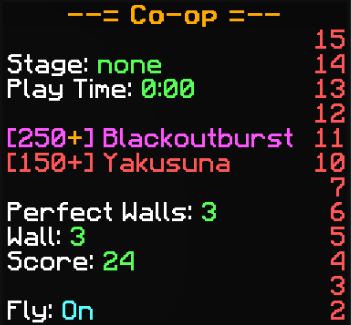 --= Co-op =--
15
Stage: none 14
Play Time: 0:00 13
12
[250+] Blackoutburst 11
[150+] Yakusuna 10
7
Perfect Walls: 3 6
Wall: 3 5
Score: 24 4
3
Fly: On 2